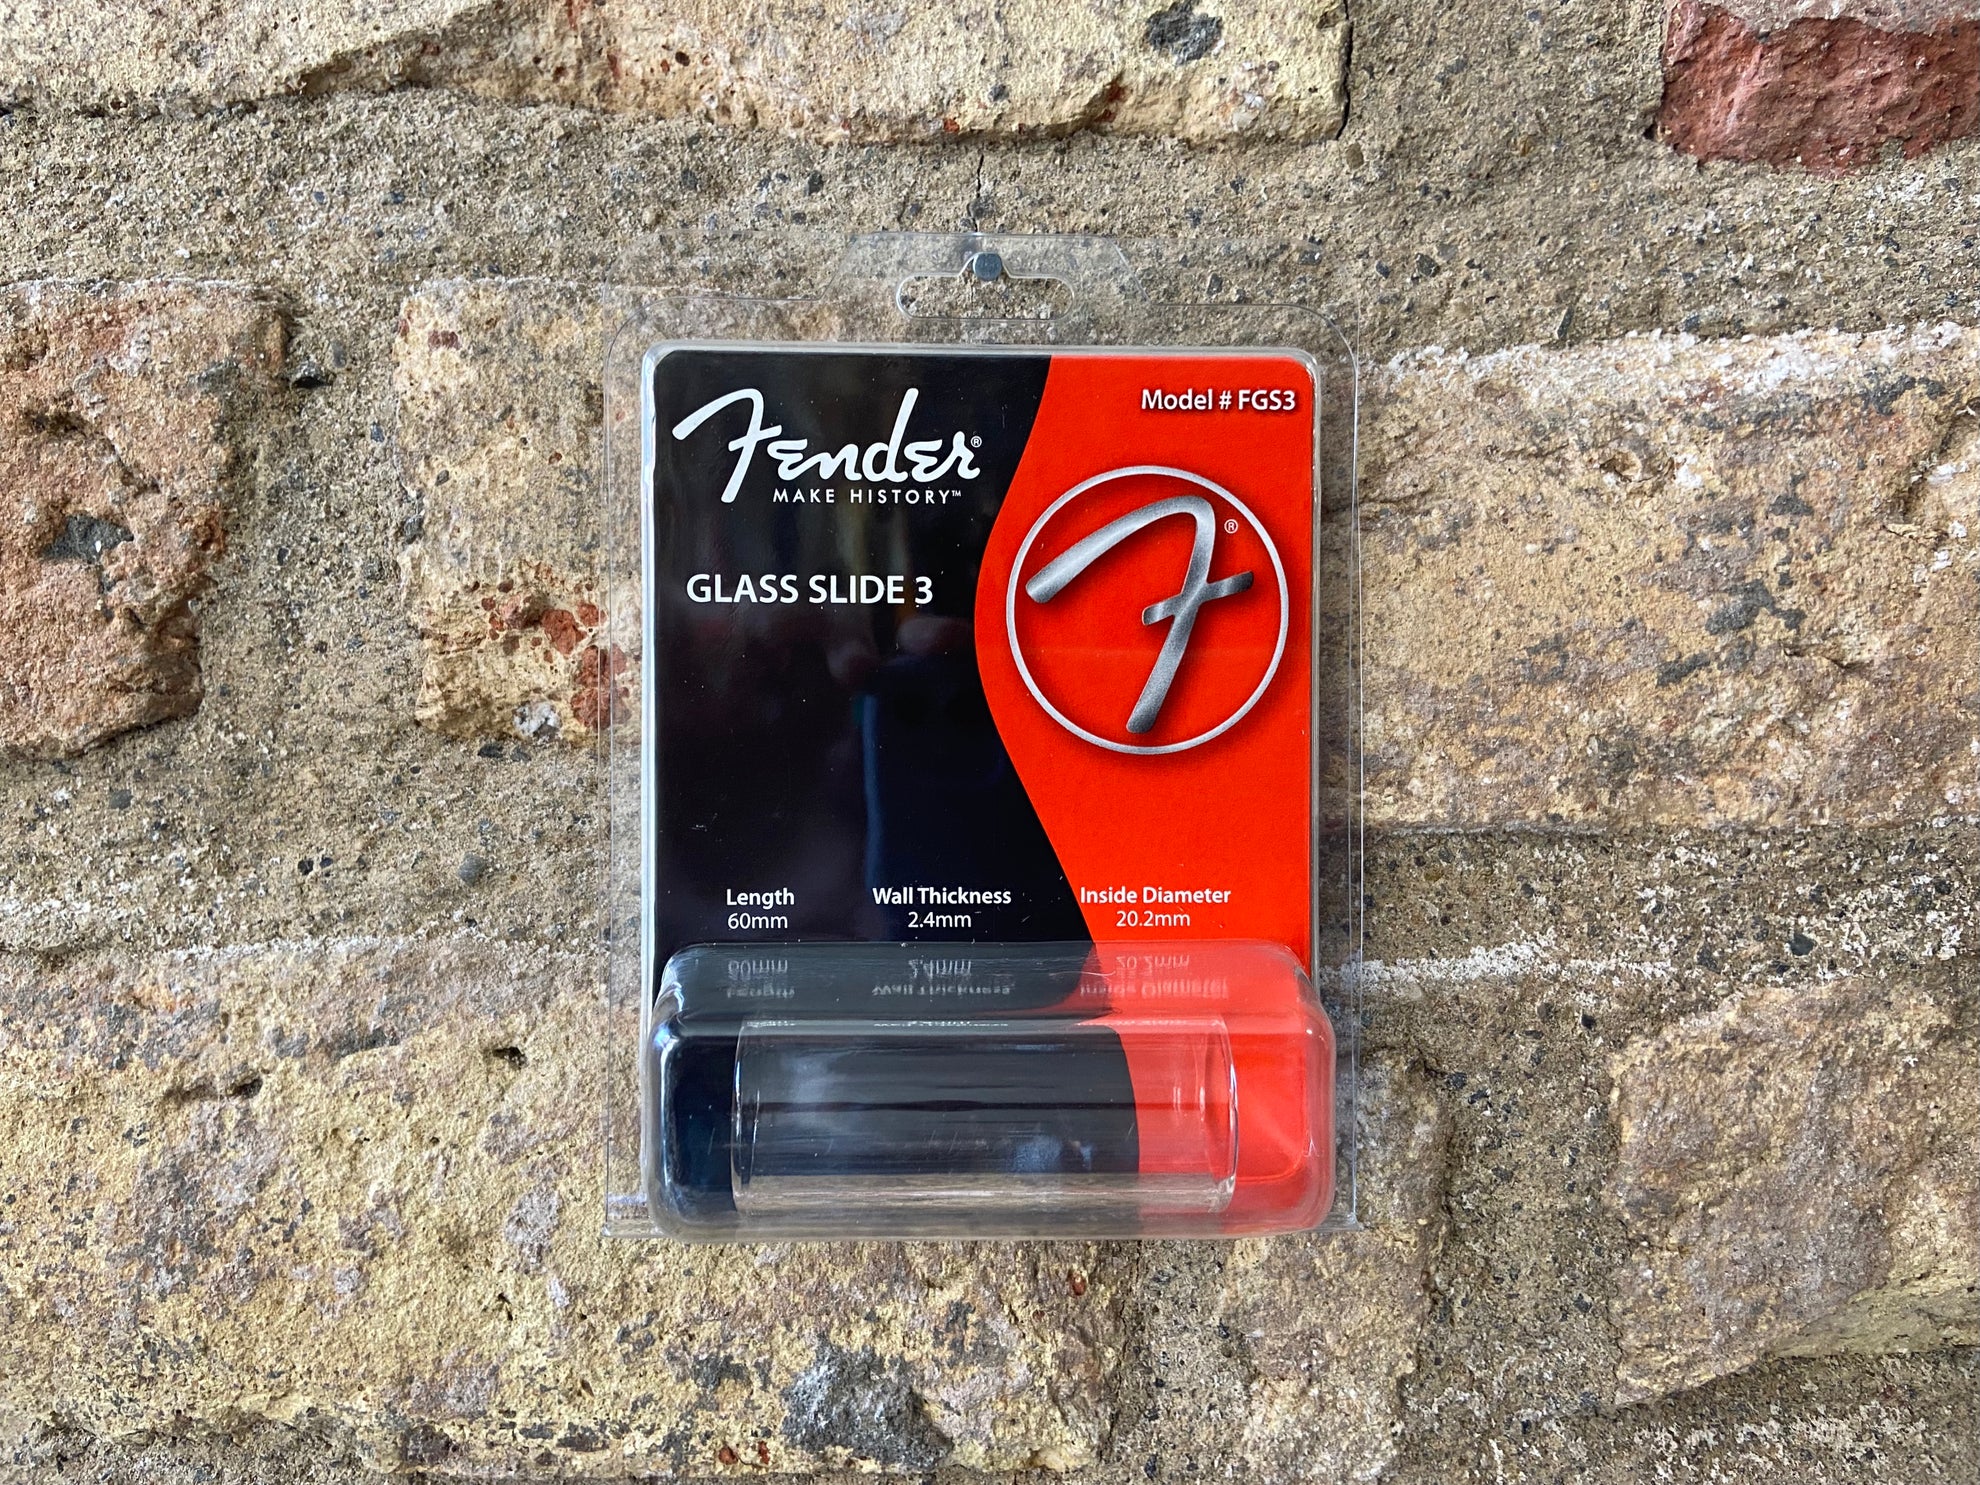 Fender®
MAKE HISTORY™
Model # FGS3
F®
GLASS SLIDE 3
Length
60mm
Wall Thickness
2.4mm
Inside Diameter
20.2mm